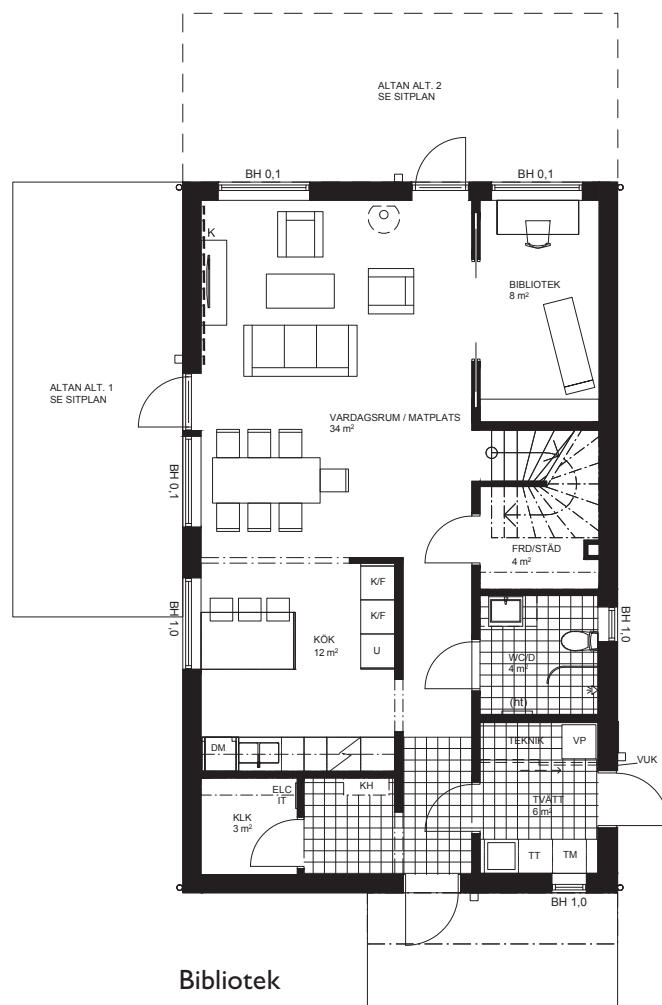 ALTAN ALT. 2
SE SITPLAN
BH 0,1
BH 0,1
K
BIBLIOTEK
8 m²
ALTAN ALT. 1
SE SITPLAN
VARDAGSRUM / MATPLATS
34 m²
BH 0,1
FRD/STÄD
4 m²
K/F
K/F
U
BH 1,0
KÖK
12 m²
BH 1,0
WC/D
4 m²
(ht)
TEKNIK
VP
VUK
DM
ELC
IT
KH
TVÄTT
6 m²
KLK
3 m²
TT
TM
BH 1,0
Bibliotek